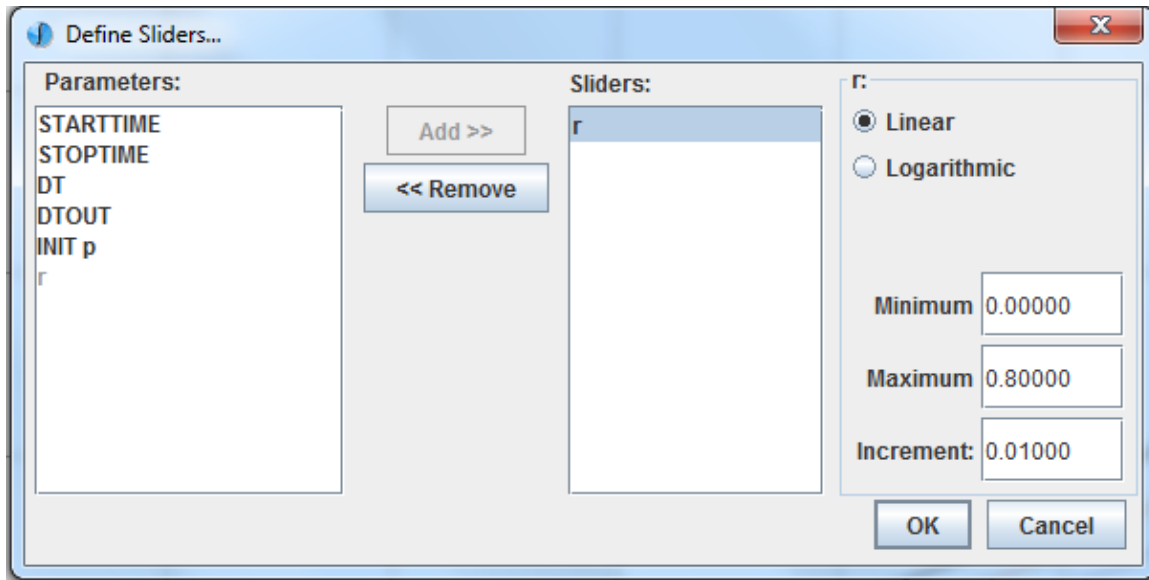 Define Sliders...
Parameters:
STARTTIME
STOPTIME
DT
DTOUT
INIT p
r
Add >>
<< Remove
Sliders:
r
r:
Linear
Logarithmic
Minimum 0.00000
Maximum 0.80000
Increment: 0.01000
OK Cancel